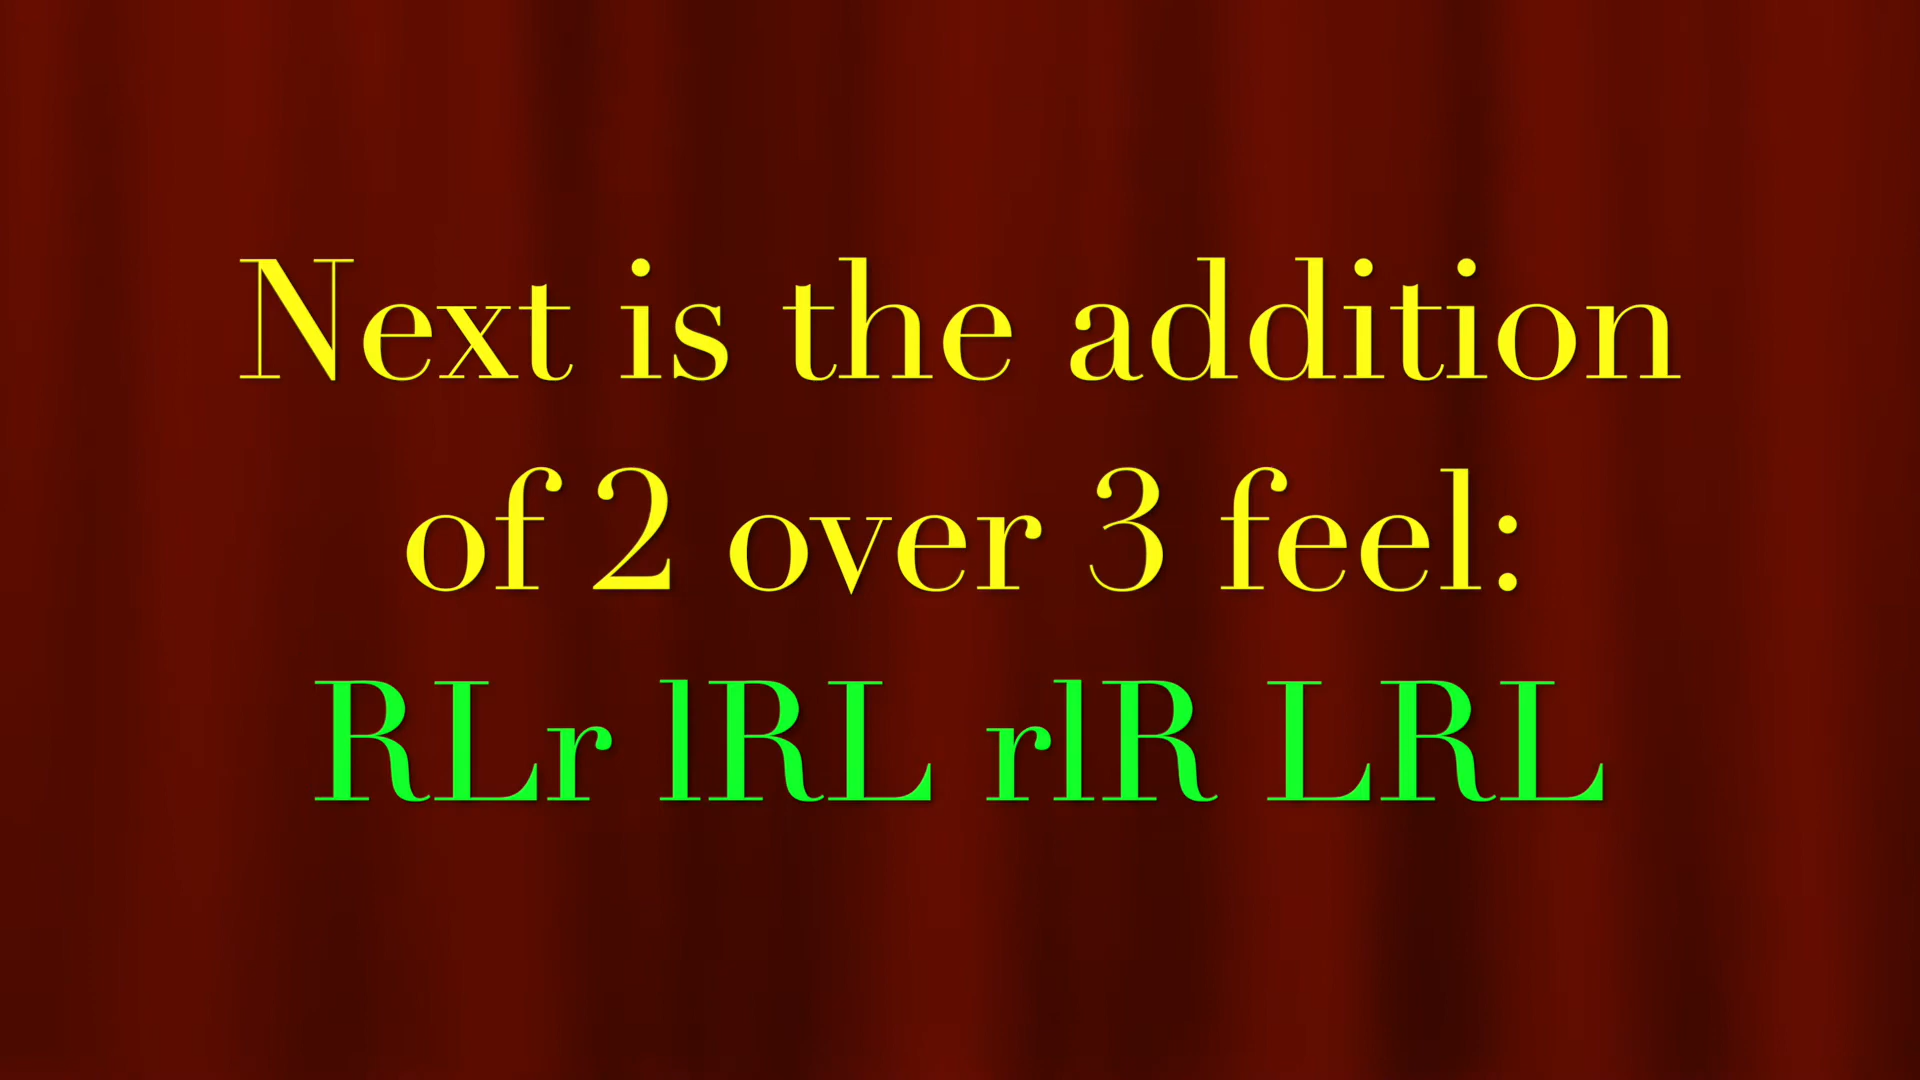 Next is the addition
of 2 over 3 feel:
RLr lRL rlR LRL